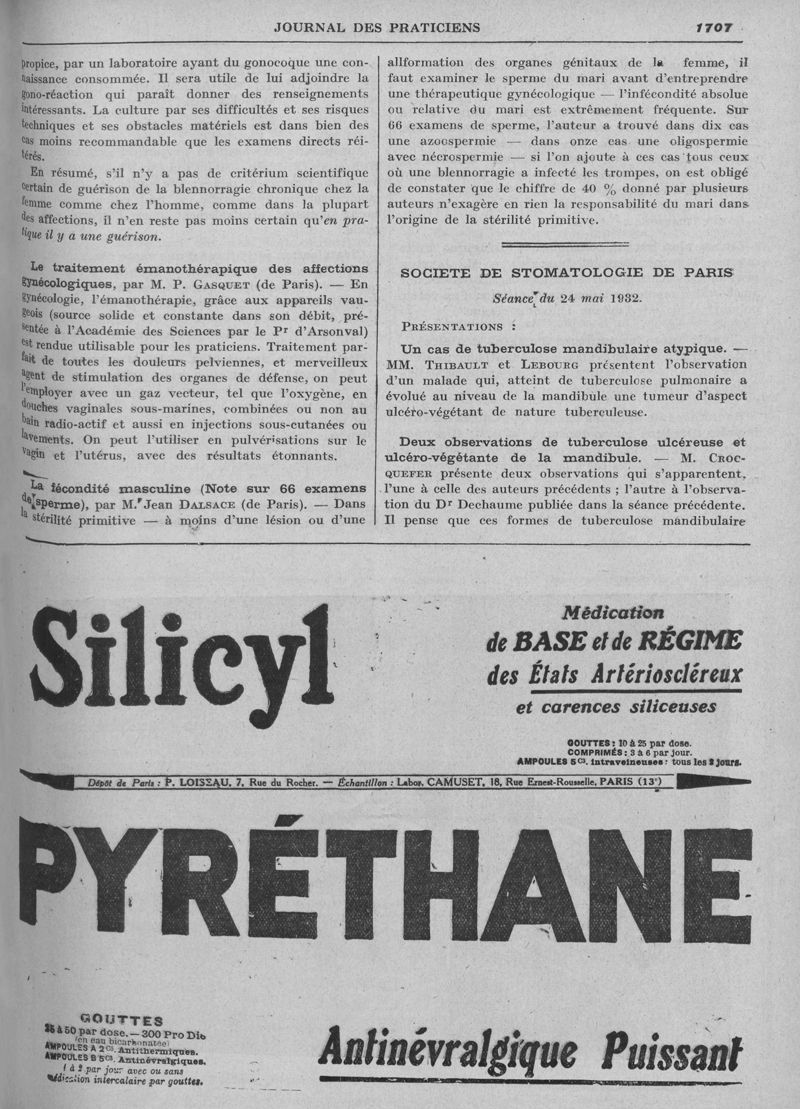 JOURNAL DES PRATICIENS 1707
propice, par un laboratoire ayant du gonocoque une con-
naissance consommée. Il sera utile de lui adjoindre la
gono-réaction qui paraît donner des renseignements
intéressants. La culture par ses difficultés et ses risques
techniques et ses obstacles matériels est dans bien des
cas moins recommandable que les examens directs réi-
térés.
En résumé, s'il n'y a pas de critérium scientifique
certain de guérison de la blennorragie chronique chez la
femme comme chez l'homme, comme dans la plupart
des affections, il n'en reste pas moins certain qu'en pra-
tique il y a une guérison.
Le traitement émanothérapique des affections
gynécologiques, par M. P. GASQUET (de Paris). — En
gynécologie, l'émanothérapie, grâce aux appareils vau-
geois (source solide et constante dans son débit, pré-
sentée à l'Académie des Sciences par le Pr d'Arsonval)
est rendue utilisable pour les praticiens. Traitement par-
fait de toutes les douleurs pelviennes, et merveilleux
agent de stimulation des organes de défense, on peut
l'employer avec un gaz vecteur, tel que l'oxygène, en
douches vaginales sous-marines, combinées ou non au
bain radio-actif et aussi en injections sous-cutanées ou
lavements. On peut l'utiliser en pulvérisations sur le
vagin et l'utérus, avec des résultats étonnants.
La fécondité masculine (Note sur 66 examens
de sperme), par M. Jean DALSACE (de Paris). — Dans
la stérilité primitive — à moins d'une lésion ou d'une
allformation des organes génitaux de la femme, il
faut examiner le sperme du mari avant d'entreprendre
une thérapeutique gynécologique — l'infécondité absolue
ou relative du mari est extrêmement fréquente. Sur
66 examens de sperme, l'auteur a trouvé dans dix cas
une azoospermie — dans onze cas une oligospermie
avec nécrospermie — si l'on ajoute à ces cas tous ceux
où une blennorragie a infecté les trompes, on est obligé
de constater que le chiffre de 40 % donné par plusieurs
auteurs n'exagère en rien la responsabilité du mari dans
l'origine de la stérilité primitive.
SOCIETE DE STOMATOLOGIE DE PARIS
Séance du 24 mai 1932.
PRÉSENTATIONS :
Un cas de tuberculose mandibulaire atypique. —
MM. THIBAULT et LEBOURG présentent l'observation
d'un malade qui, atteint de tuberculose pulmonaire a
évolué au niveau de la mandibule une tumeur d'aspect
ulcéro-végétant de nature tuberculeuse.
Deux observations de tuberculose ulcéreuse et
ulcéro-végétante de la mandibule. — M. CROC-
QUEFER présente deux observations qui s'apparentent,
l'une à celle des auteurs précédents ; l'autre à l'observa-
tion du Dr Dechaume publiée dans la séance précédente.
Il pense que ces formes de tuberculose mandibulaire
Silicyl
Médication
de BASE et de RÉGIME
des États Artérioscléreux
et carences siliceuses
GOUTTES : 10 à 25 par dose.
COMPRIMÉS : 3 à 6 par jour.
AMPOULES 5 cs. intraveineuses : tous les 2 jours.
Dépôt de Paris : P. LOISEAU, 7, Rue du Rocher. — Échantillon : Labor. CAMUSET, 18, Rue Ernest-Rousselle, PARIS (13e)
PYRÉTHANE
GOUTTES
25 à 50 par dose. — 300 Pro Die
(en eau bicarbonatée)
AMPOULES A 2 cs. Antithermiques.
AMPOULES B 5 cs. Antinévralgiques.
1 à 2 par jour avec ou sans
médication intercalaire par gouttes.
Antinévralgique Puissant